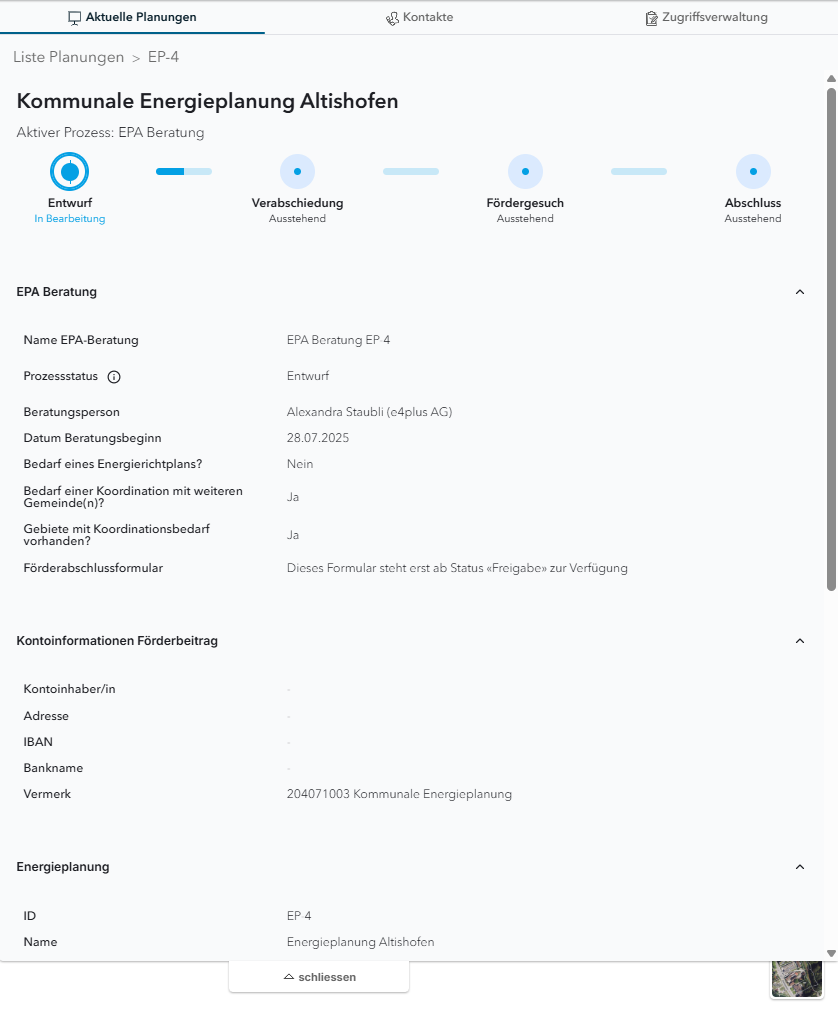 Aktuelle Planungen
Kontakte
Zugriffsverwaltung
Liste Planungen > EP-4
Kommunale Energieplanung Altishofen
Aktiver Prozess: EPA Beratung
Entwurf
In Bearbeitung
Verabschiedung
Ausstehend
Fördergesuch
Ausstehend
Abschluss
Ausstehend
EPA Beratung
Name EPA-Beratung
EPA Beratung EP-4
Prozessstatus
Entwurf
Beratungsperson
Alexandra Staubli (e4plus AG)
Datum Beratungsbeginn
28.07.2025
Bedarf eines Energierichtplans?
Nein
Bedarf einer Koordination mit weiteren
Gemeinde(n)?
Ja
Gebiete mit Koordinationsbedarf
vorhanden?
Ja
Förderabschlussformular
Dieses Formular steht erst ab Status «Freigabe» zur Verfügung
Kontoinformationen Förderbeitrag
Kontoinhaber/in
-
Adresse
-
IBAN
-
Bankname
-
Vermerk
204071003 Kommunale Energieplanung
Energieplanung
ID
EP-4
Name
Energieplanung Altishofen
schliessen